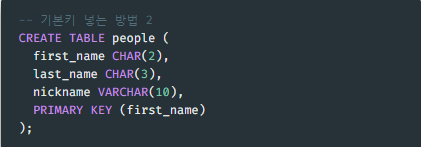 -- 기본키 넣는 방법 2
CREATE TABLE people (
  first_name CHAR(2),
  last_name CHAR(3),
  nickname VARCHAR(10),
  PRIMARY KEY (first_name)
);